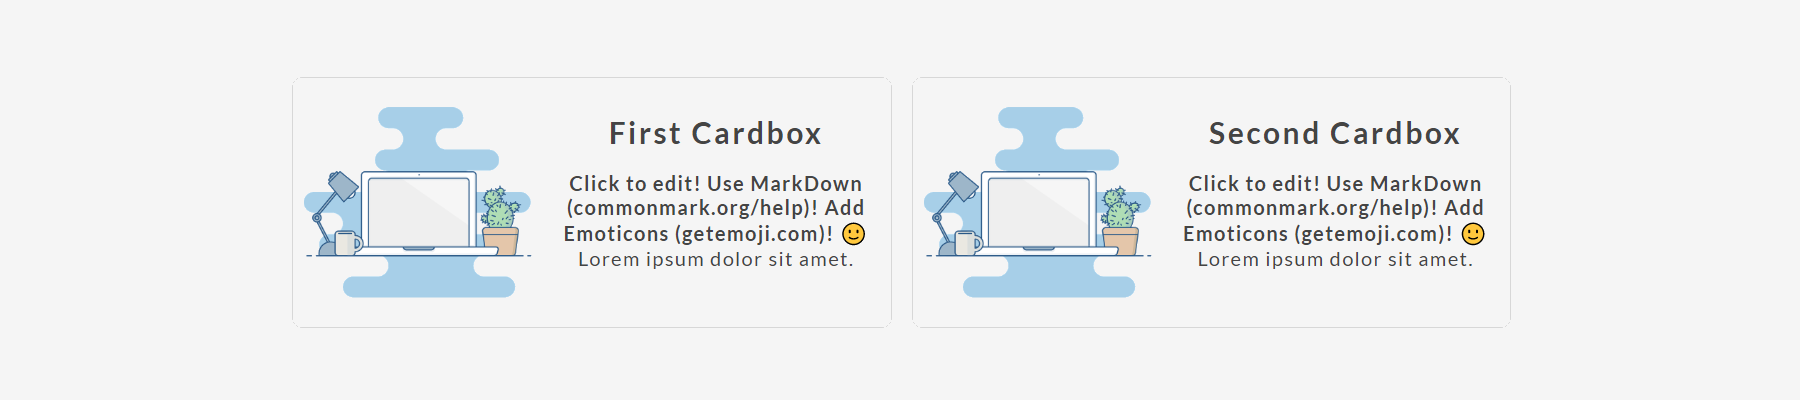 First Cardbox
Click to edit! Use MarkDown
(commonmark.org/help)! Add
Emoticons (getemoji.com)! 🙂
Lorem ipsum dolor sit amet.
Second Cardbox
Click to edit! Use MarkDown
(commonmark.org/help)! Add
Emoticons (getemoji.com)! 🙂
Lorem ipsum dolor sit amet.